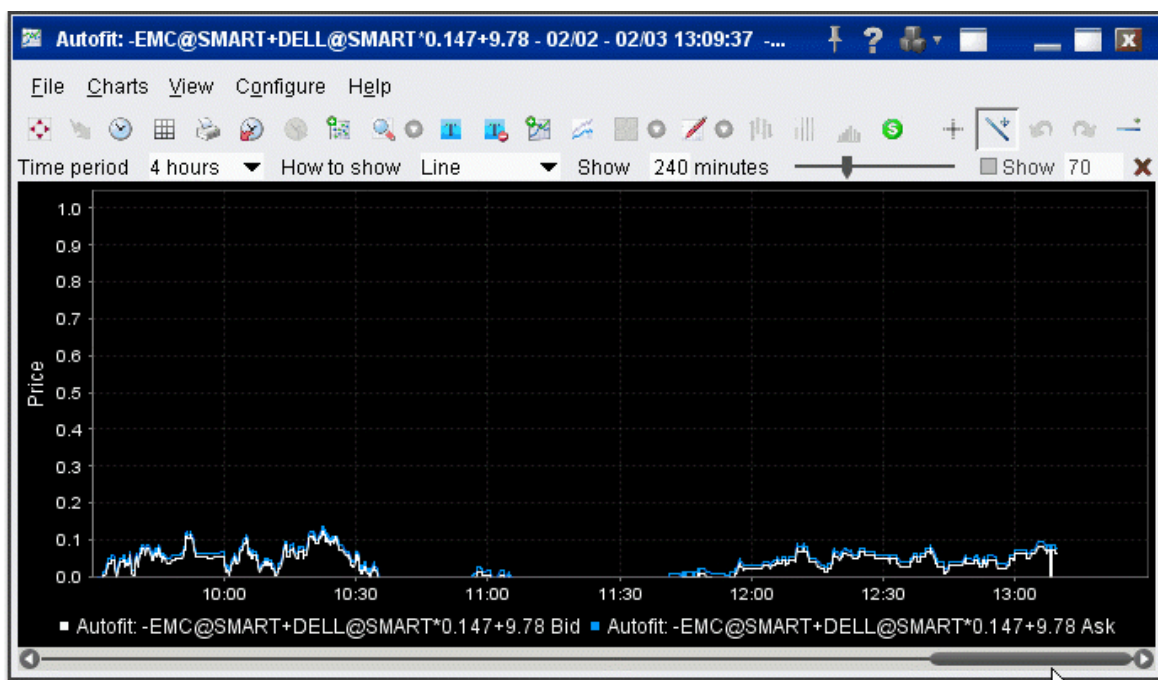 Autofit: -EMC@SMART+DELL@SMART*0.147+9.78 - 02/02 - 02/03 13:09:37 -...
File Charts View Configure Help
T T S
Time period 4 hours How to show Line Show 240 minutes Show 70
1.0
0.9
0.8
0.7
0.6
0.5
0.4
0.3
0.2
0.1
0.0
Price
10:00 10:30 11:00 11:30 12:00 12:30 13:00
Autofit: -EMC@SMART+DELL@SMART*0.147+9.78 Bid Autofit: -EMC@SMART+DELL@SMART*0.147+9.78 Ask